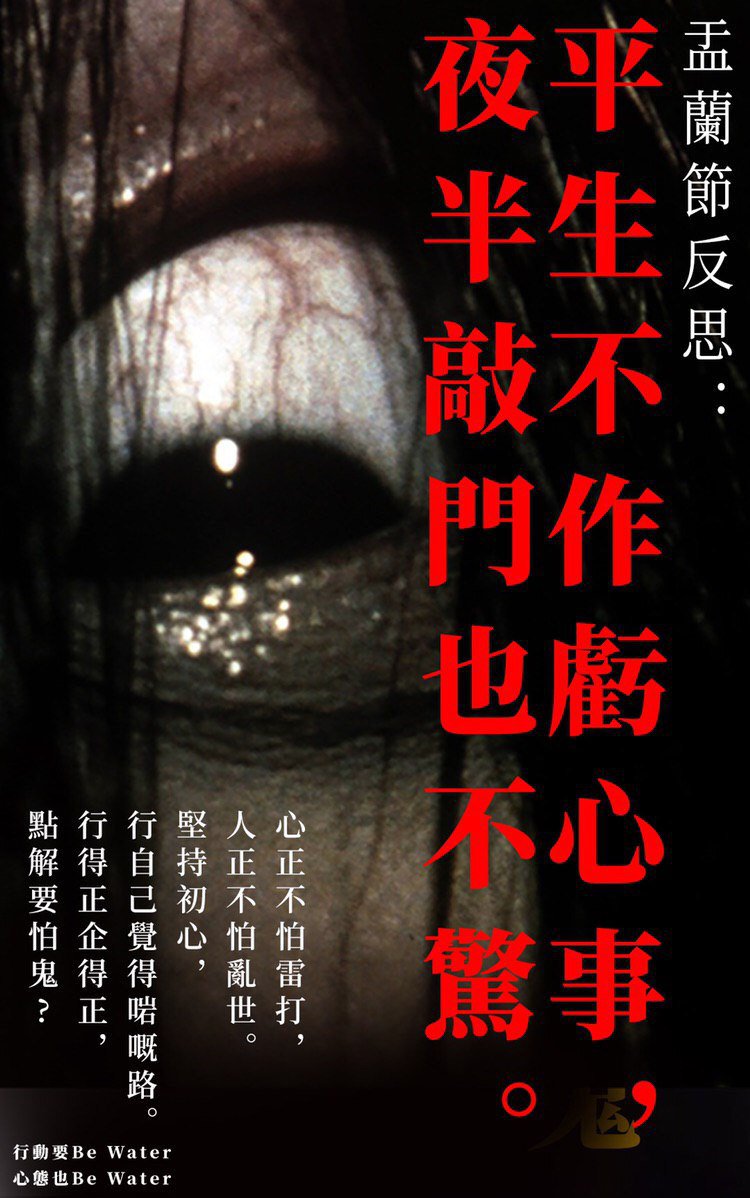 盂蘭節反思：
平生不作虧心事，
夜半敲門也不驚。
心正不怕雷打，
人正不怕亂世。
堅持初心，
行自己覺得啱嘅路。
行得正企得正，
點解要怕鬼？
行動要Be Water
心態也Be Water